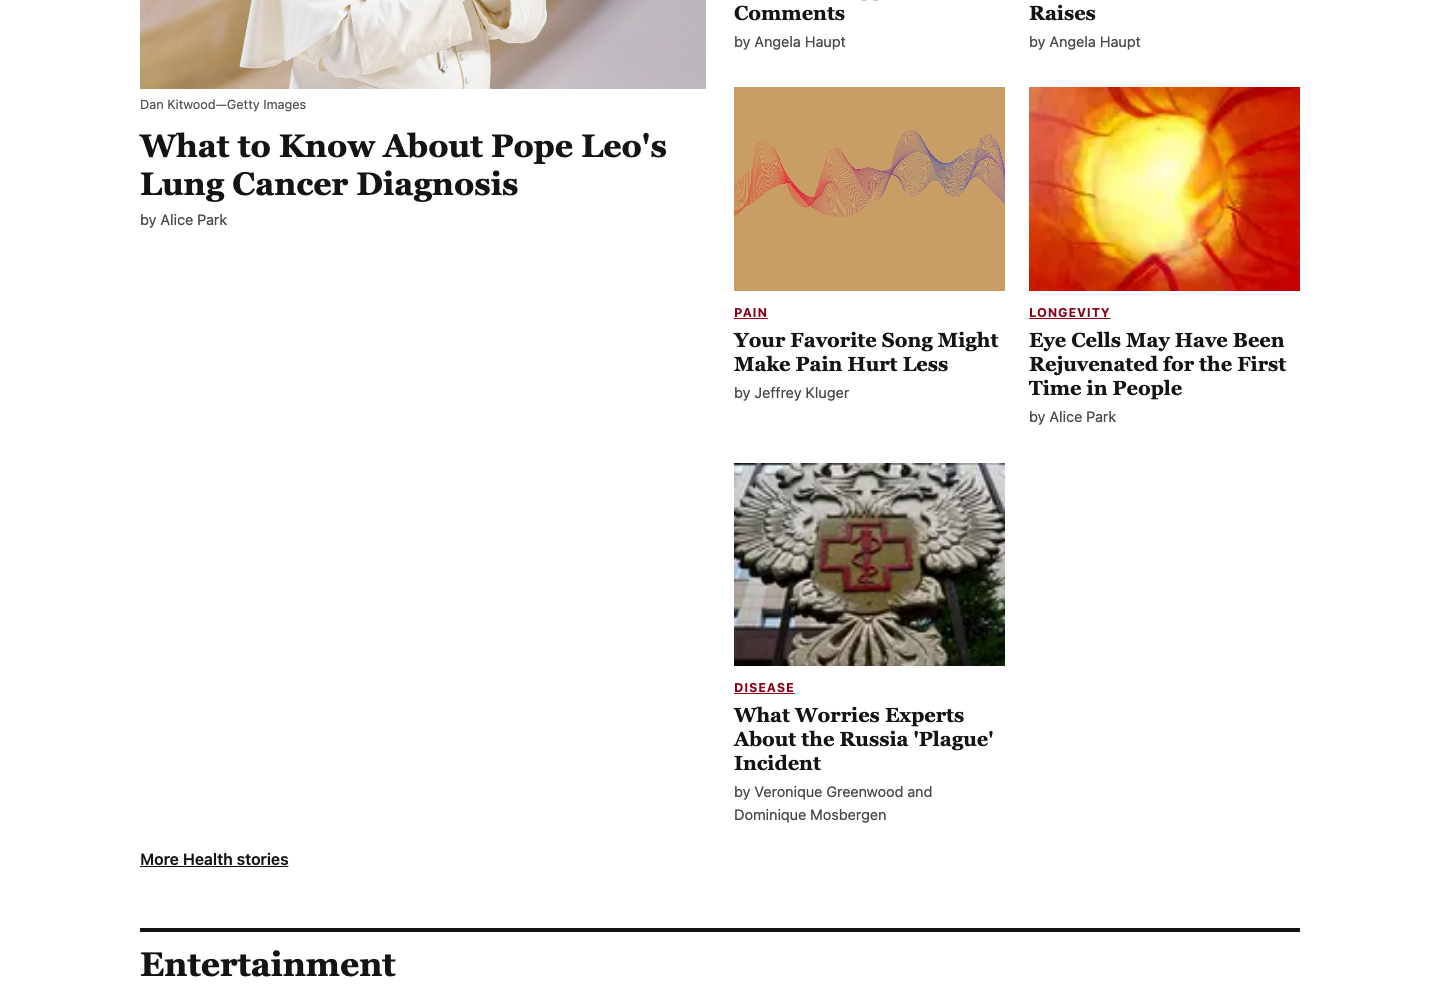 Dan Kitwood—Getty Images
What to Know About Pope Leo's
Lung Cancer Diagnosis
by Alice Park
Comments
by Angela Haupt
Raises
by Angela Haupt
PAIN
Your Favorite Song Might
Make Pain Hurt Less
by Jeffrey Kluger
LONGEVITY
Eye Cells May Have Been
Rejuvenated for the First
Time in People
by Alice Park
DISEASE
What Worries Experts
About the Russia 'Plague'
Incident
by Veronique Greenwood and
Dominique Mosbergen
More Health stories
Entertainment